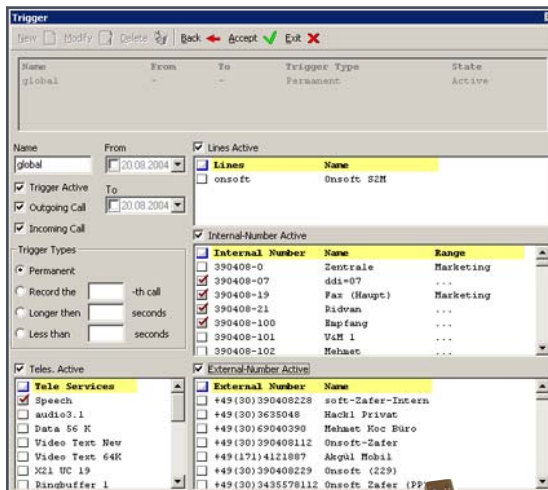 Trigger
New Modify Delete Back Accept Exit
Name From To Trigger Type State
global - - Permanent Active
Name From
global 20.08.2004
Trigger Active To
Outgoing Call 20.08.2004
Incoming Call
Trigger Types
Permanent
Record the -th call
Longer then seconds
Less than seconds
Lines Active
Lines Name
onsoft Onsoft S2M
Internal-Number Active
Internal Number Name Range
390408-0 Zentrale Marketing
390408-07 ddi=07 ...
390408-19 Fax (Haupt) Marketing
390408-21 Ridvan ...
390408-100 Empfang ...
390408-101 V&M 1 ...
390408-102 Mehmet ...
Teles. Active
Tele Services
Speech
audio3.1
Data 56 K
Video Text New
Video Text 64K
X21 UC 19
Ringbuffer 1
External-Number Active
External Number Name
+49(30)390408228 soft-Zafer-Intern
+49(30)3635048 Hack1 Privat
+49(30)69040390 Mehmet Koc Büro
+49(30)390408112 Onsoft-Zafer
+49(171)4121887 Akgül Mobil
+49(30)390408229 Onsoft (229)
+49(30)3435578112 Onsoft Zafer (PP)